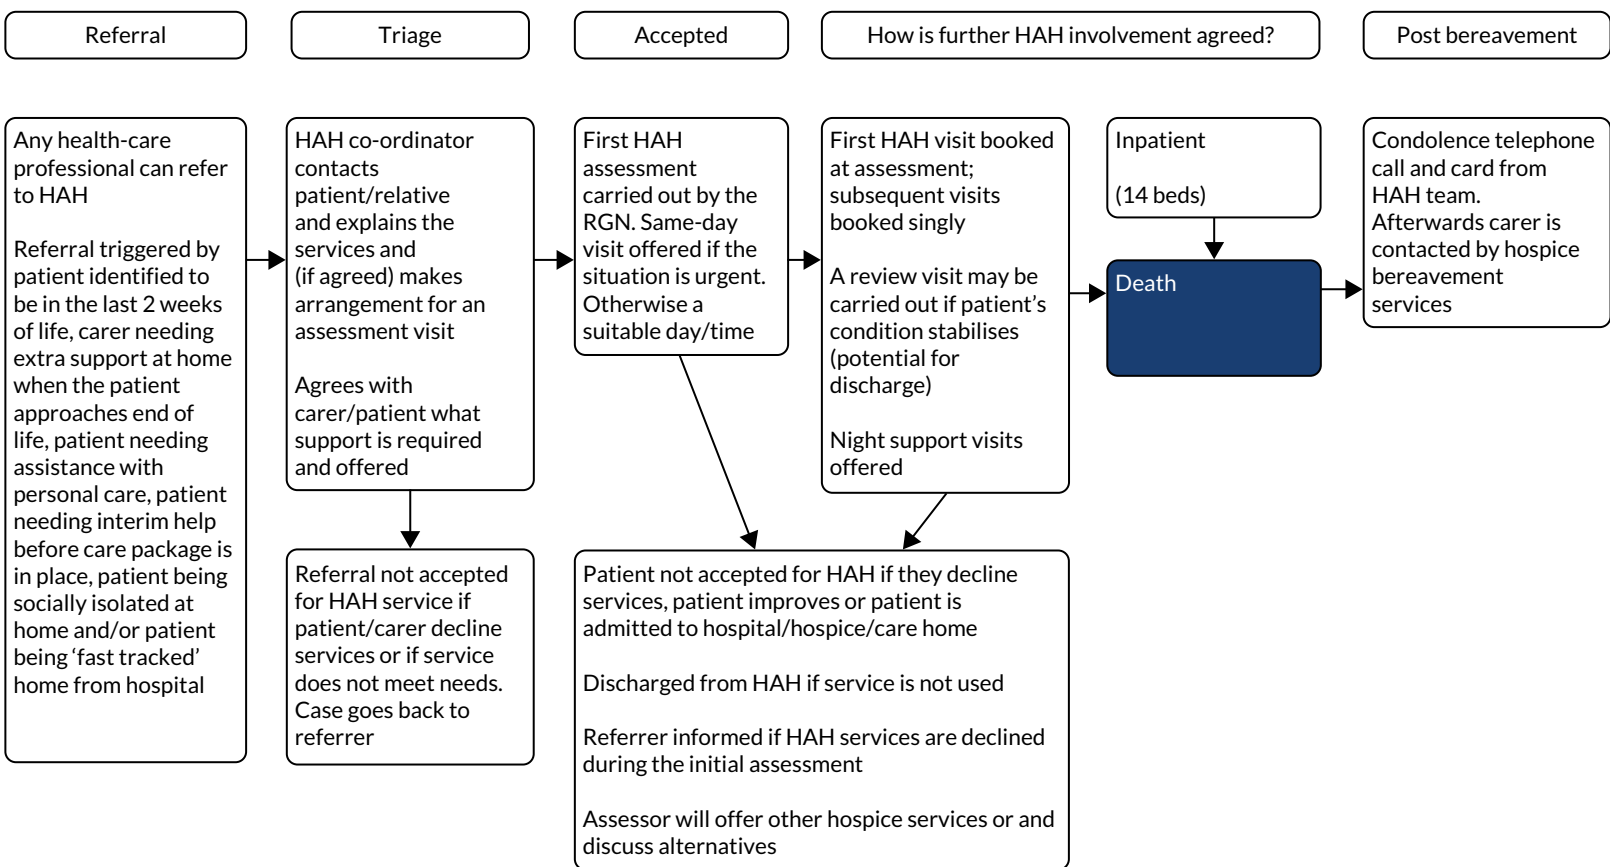 Referral
Triage
Accepted
How is further HAH involvement agreed?
Post bereavement
Any health-care
professional can refer
to HAH
Referral triggered by
patient identified to
be in the last 2 weeks
of life, carer needing
extra support at home
when the patient
approaches end of
life, patient needing
assistance with
personal care, patient
needing interim help
before care package is
in place, patient being
socially isolated at
home and/or patient
being ‘fast tracked’
home from hospital
HAH co-ordinator
contacts
patient/relative
and explains the
services and
(if agreed) makes
arrangement for an
assessment visit
Agrees with
carer/patient what
support is required
and offered
Referral not accepted
for HAH service if
patient/carer decline
services or if service
does not meet needs.
Case goes back to
referrer
First HAH
assessment
carried out by the
RGN. Same-day
visit offered if the
situation is urgent.
Otherwise a
suitable day/time
First HAH visit booked
at assessment;
subsequent visits
booked singly
A review visit may be
carried out if patient’s
condition stabilises
(potential for
discharge)
Night support visits
offered
Patient not accepted for HAH if they decline
services, patient improves or patient is
admitted to hospital/hospice/care home
Discharged from HAH if service is not used
Referrer informed if HAH services are declined
during the initial assessment
Assessor will offer other hospice services or and
discuss alternatives
Inpatient
(14 beds)
Death
Condolence telephone
call and card from
HAH team.
Afterwards carer is
contacted by hospice
bereavement
services